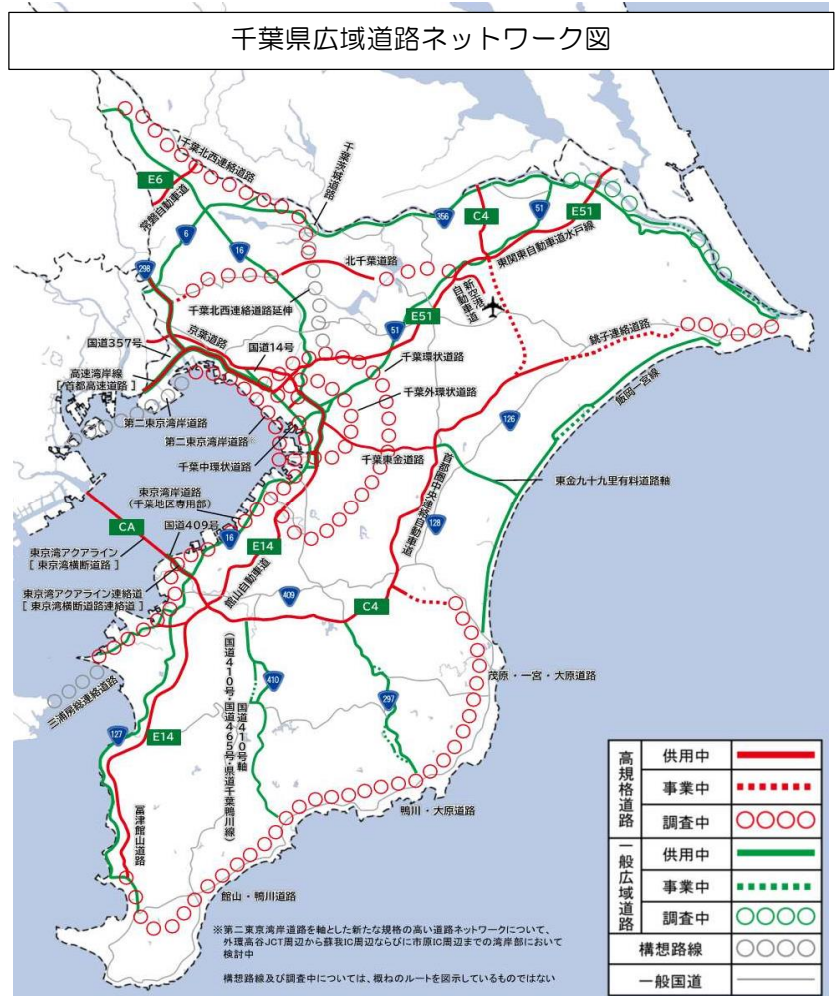 千葉県広域道路ネットワーク図
千葉北西連絡道路
千葉茨城道路
E6
常磐自動車道
6
16
298
356
C4
51
E51
東関東自動車道水戸線
北千葉道路
新空港自動車道
千葉北西連絡道路延伸
E51
51
京葉道路
国道357号
国道14号
銚子連絡道路
高速湾岸線
[首都高速道路]
千葉環状道路
千葉外環状道路
飯岡一宮線
第二東京湾岸道路
第二東京湾岸道路※
126
千葉中環状道路
千葉東金道路
東金九十九里有料道路軸
首都圏中央連絡自動車道
東京湾岸道路
(千葉地区専用部)
128
CA
国道409号
16
E14
東京湾アクアライン
[東京湾横断道路]
館山自動車道
東京湾アクアライン連絡道
[東京湾横断道路連絡道]
409
C4
三浦房総連絡道路
茂原・一宮・大原道路
410
297
国道410号軸
(国道410号・国道465号・県道千葉鴨川線)
127
E14
富津館山道路
鴨川・大原道路
館山・鴨川道路
高規格道路
供用中
事業中
調査中
一般広域道路
供用中
事業中
調査中
構想路線
一般国道
※第二東京湾岸道路を軸とした新たな規格の高い道路ネットワークについて、
外環高谷JCT周辺から蘇我IC周辺ならびに市原IC周辺までの湾岸部において
検討中
構想路線及び調査中については、概ねのルートを図示しているものではない